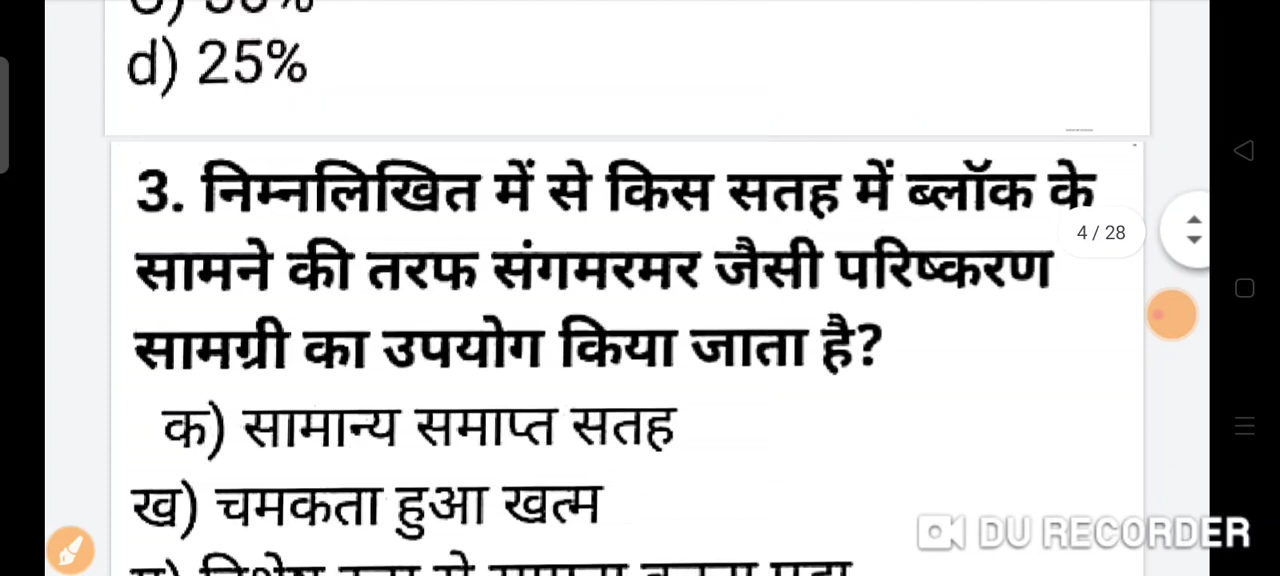 d) 25%
3. निम्नलिखित में से किस सतह में ब्लॉक के
4 / 28
सामने की तरफ संगमरमर जैसी परिष्करण
सामग्री का उपयोग किया जाता है?
क) सामान्य समाप्त सतह
ख) चमकता हुआ खत्म
DU RECORDER